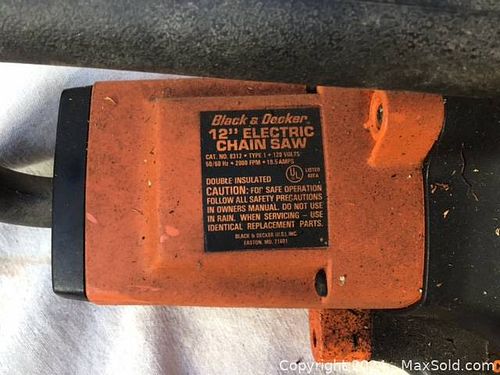 Black & Decker
12" ELECTRIC
CHAIN SAW
CAT. NO. 8312 • TYPE 1 • 120 VOLTS
50/60 Hz • 2000 FPM • 10.5 AMPS
UL LISTED
DOUBLE INSULATED
CAUTION: FOR SAFE OPERATION
FOLLOW ALL SAFETY PRECAUTIONS
IN OWNERS MANUAL. DO NOT USE
IN RAIN. WHEN SERVICING - USE
IDENTICAL REPLACEMENT PARTS.
BLACK & DECKER (U.S.), INC.
EASTON, MD. 21601
MaxSold.com